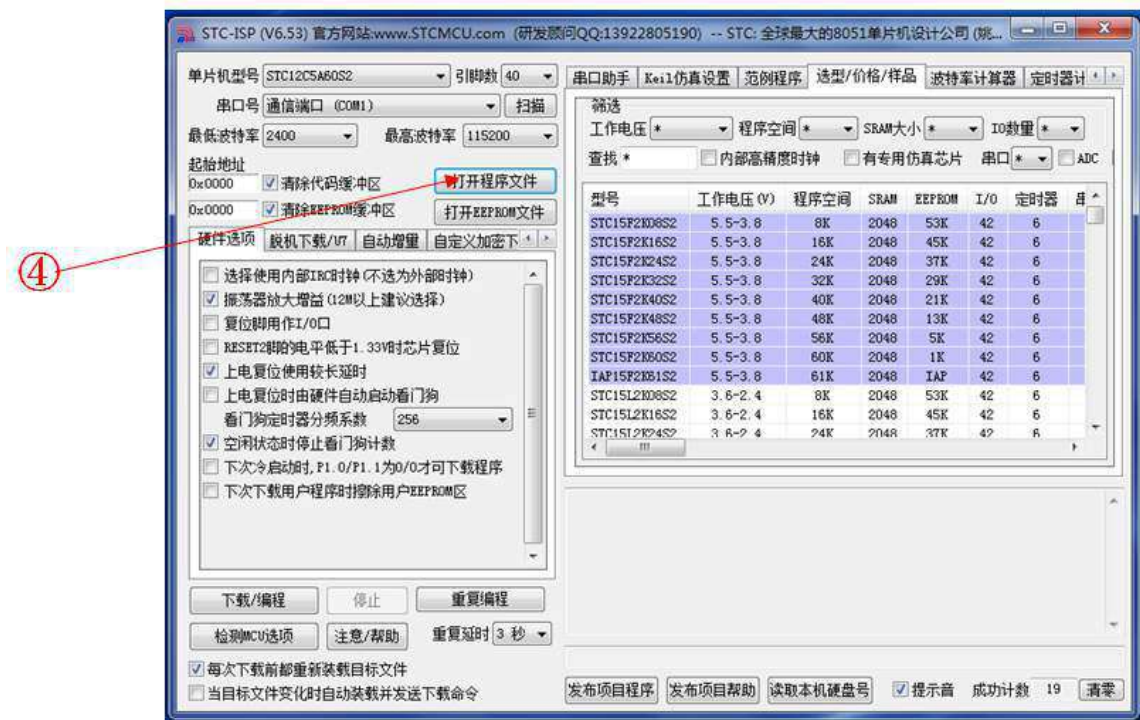 STC-ISP (V6.53) 官方网站:www.STCMCU.com (研发顾问QQ:13922805190) -- STC: 全球最大的8051单片机设计公司 (姚...
单片机型号 STC12C5A60S2 引脚数 40
串口号 通信端口 (COM1) 扫描
最低波特率 2400 最高波特率 115200
起始地址
0x0000 清除代码缓冲区 打开程序文件
0x0000 清除EEPROM缓冲区 打开EEPROM文件
硬件选项 脱机下载/U7 自动增量 自定义加密下
④
选择使用内部IRC时钟(不选为外部时钟)
振荡器放大增益(12M以上建议选择)
复位脚用作I/O口
RESET2脚的电平低于1.33V时芯片复位
上电复位使用较长延时
上电复位时由硬件自动启动看门狗
看门狗定时器分频系数 256
空闲状态时停止看门狗计数
下次冷启动时,P1.0/P1.1为0/0才可下载程序
下次下载用户程序时擦除用户EEPROM区
下载/编程 停止 重复编程
检测MCU选项 注意/帮助 重复延时 3 秒
每次下载前都重新装载目标文件
当目标文件变化时自动装载并发送下载命令
串口助手 Keil仿真设置 范例程序 选型/价格/样品 波特率计算器 定时器计
筛选
工作电压 * 程序空间 * SRAM大小 * IO数量 *
查找 * 内部高精度时钟 有专用仿真芯片 串口 * ADC
型号 工作电压(V) 程序空间 SRAM EEPROM I/O 定时器 串
STC15F2K08S2 5.5-3.8 8K 2048 53K 42 6
STC15F2K16S2 5.5-3.8 16K 2048 45K 42 6
STC15F2K24S2 5.5-3.8 24K 2048 37K 42 6
STC15F2K32S2 5.5-3.8 32K 2048 29K 42 6
STC15F2K40S2 5.5-3.8 40K 2048 21K 42 6
STC15F2K48S2 5.5-3.8 48K 2048 13K 42 6
STC15F2K56S2 5.5-3.8 56K 2048 5K 42 6
STC15F2K60S2 5.5-3.8 60K 2048 1K 42 6
IAP15F2K61S2 5.5-3.8 61K 2048 IAP 42 6
STC15L2K08S2 3.6-2.4 8K 2048 53K 42 6
STC15L2K16S2 3.6-2.4 16K 2048 45K 42 6
STC15L2K24S2 3.6-2.4 24K 2048 37K 42 6
发布项目程序 发布项目帮助 读取本机硬盘号 提示音 成功计数 19 清零